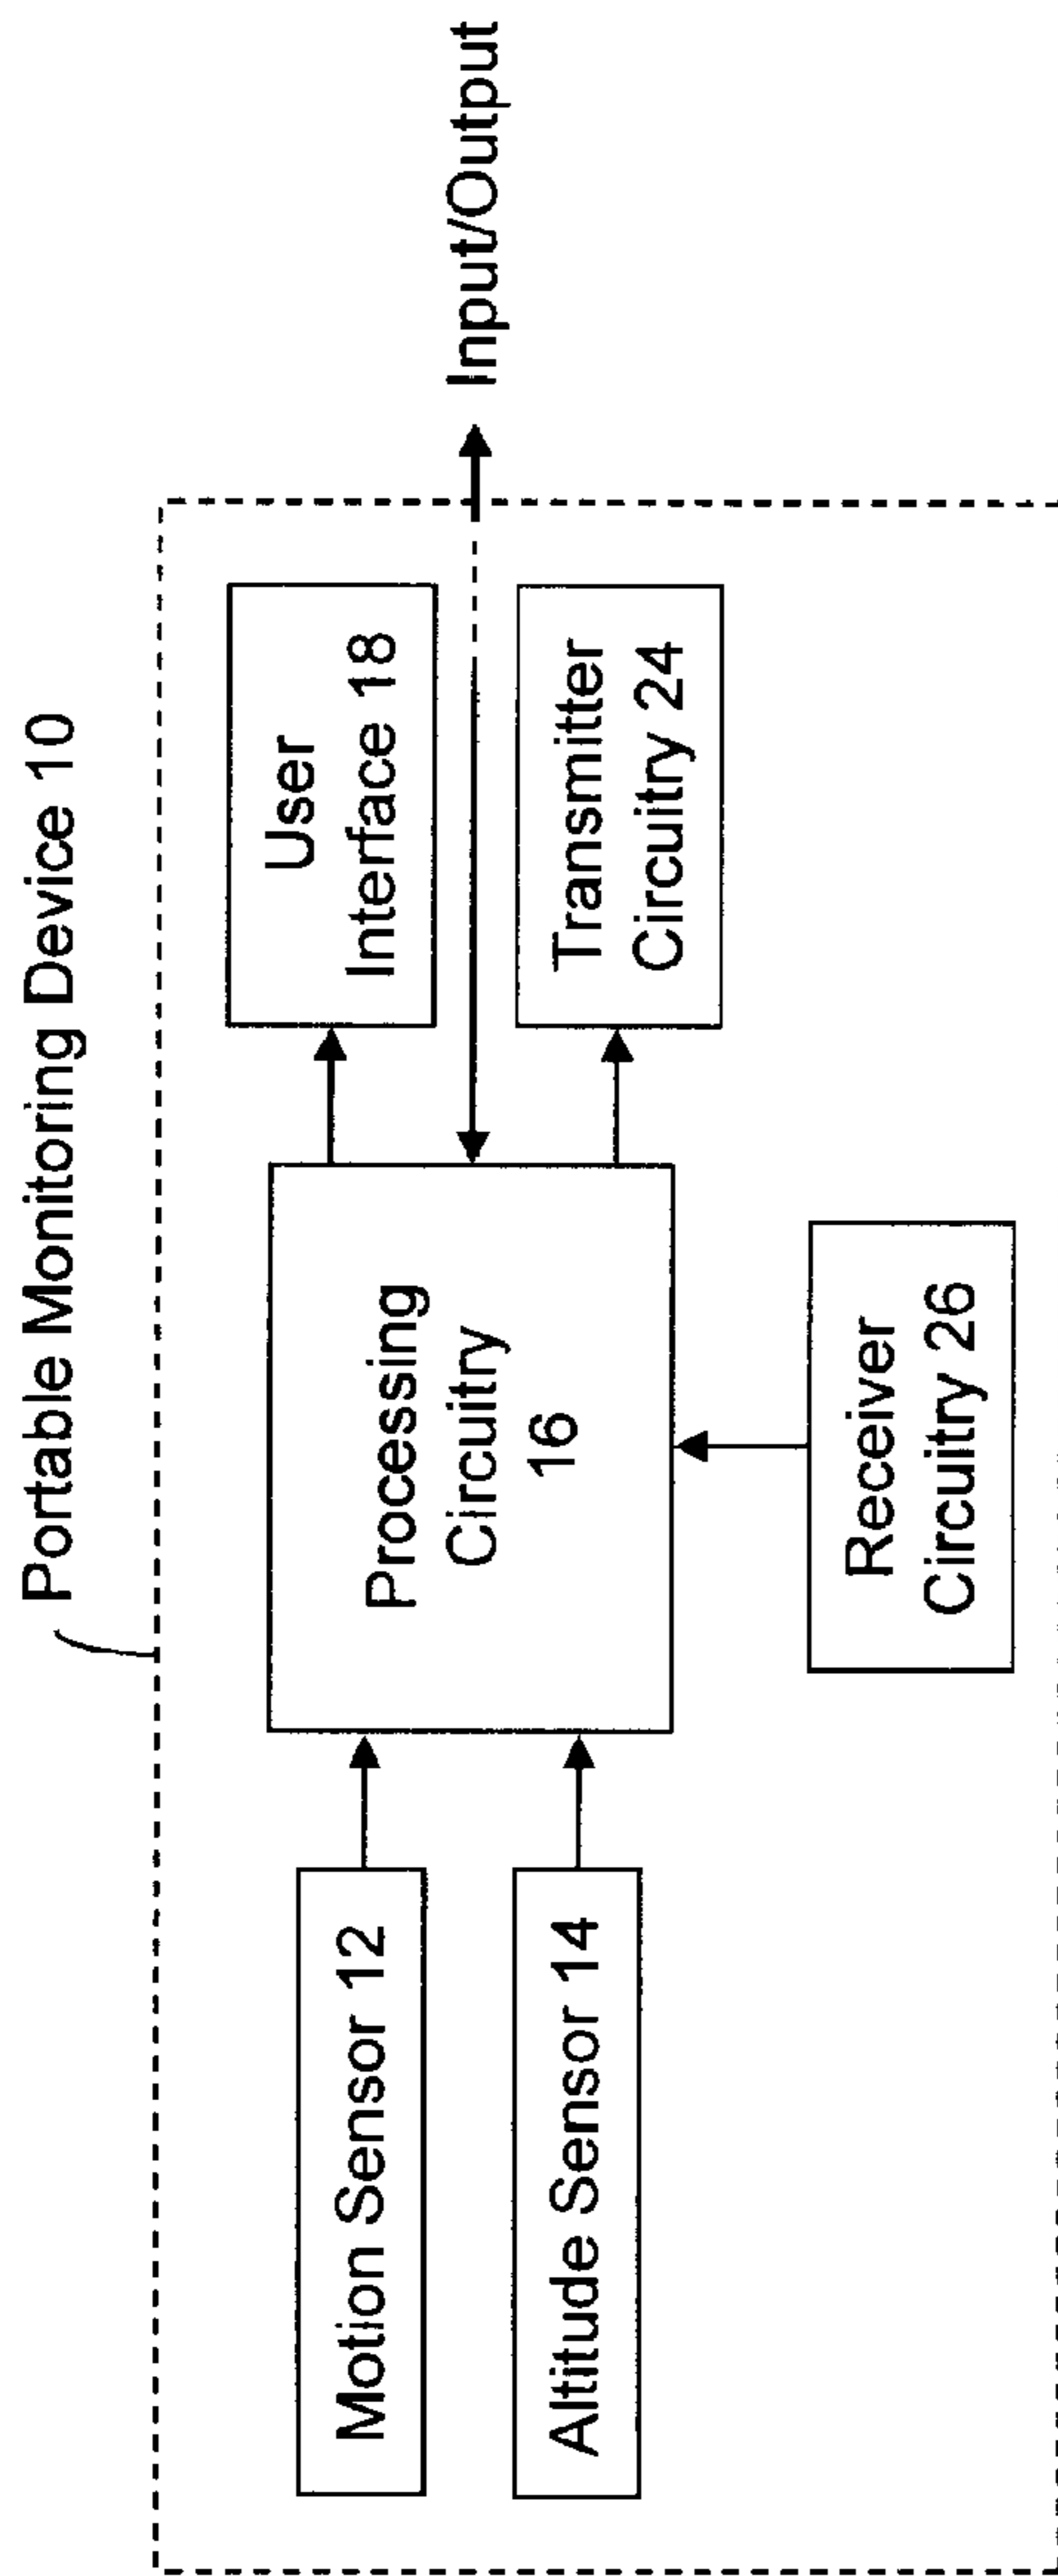 Portable Monitoring Device 10
Motion Sensor 12
Altitude Sensor 14
Processing
Circuitry
16
User
Interface 18
Input/Output
Transmitter
Circuitry 24
Receiver
Circuitry 26